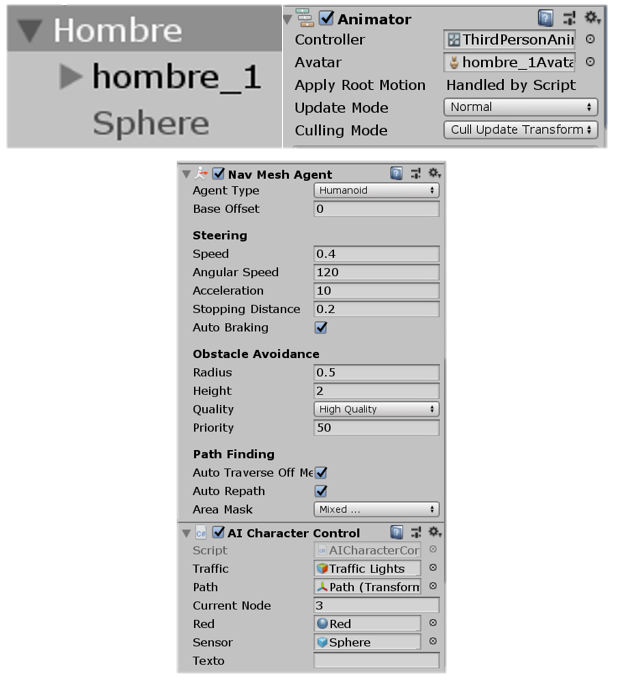 Hombre
hombre_1
Sphere
Animator
Controller ThirdPersonAni
Avatar hombre_1Avata
Apply Root Motion Handled by Script
Update Mode Normal
Culling Mode Cull Update Transform
Nav Mesh Agent
Agent Type Humanoid
Base Offset 0
Steering
Speed 0.4
Angular Speed 120
Acceleration 10
Stopping Distance 0.2
Auto Braking
Obstacle Avoidance
Radius 0.5
Height 2
Quality High Quality
Priority 50
Path Finding
Auto Traverse Off Me
Auto Repath
Area Mask Mixed ...
AI Character Control
Script AICharacterCor
Traffic Traffic Lights
Path Path (Transform
Current Node 3
Red Red
Sensor Sphere
Texto